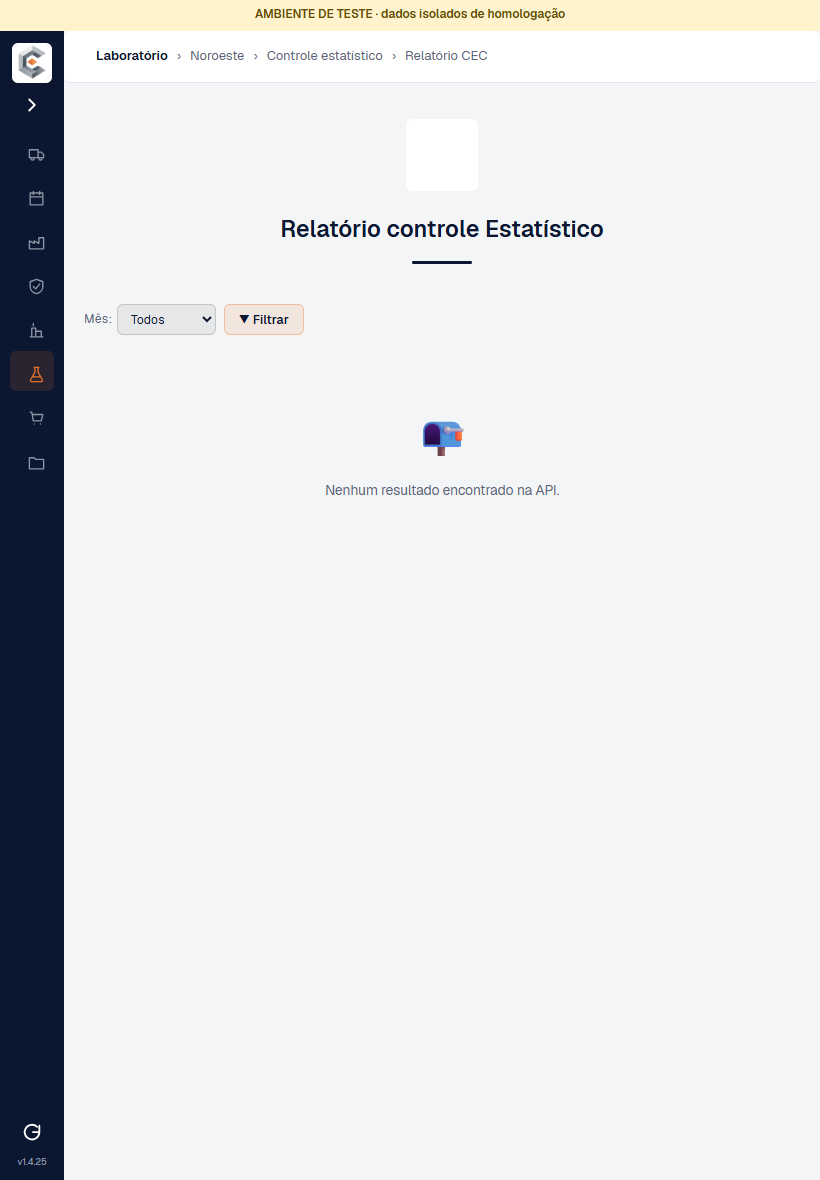 AMBIENTE DE TESTE · dados isolados de homologação
Laboratório › Noroeste › Controle estatístico › Relatório CEC
Relatório controle Estatístico
Mês: Todos ▼ Filtrar
Nenhum resultado encontrado na API.
v1.4.25